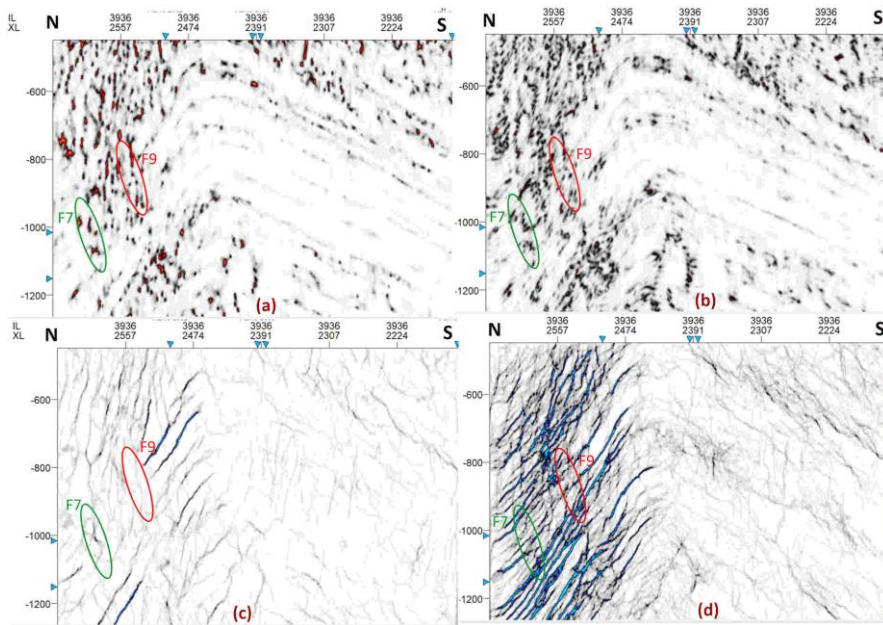 IL 3936 3936 3936 3936 3936
XL 2557 2474 2391 2307 2224
N S
-600
-800
-1000
-1200
F9
F7
(a)
3936 3936 3936 3936 3936
2557 2474 2391 2307 2224
N S
-600
-800
-1000
-1200
F9
F7
(b)
IL 3936 3936 3936 3936 3936
XL 2557 2474 2391 2307 2224
N S
-600
-800
-1000
-1200
F9
F7
(c)
3936 3936 3936 3936 3936
2557 2474 2391 2307 2224
N S
-600
-800
-1000
-1200
F9
F7
(d)